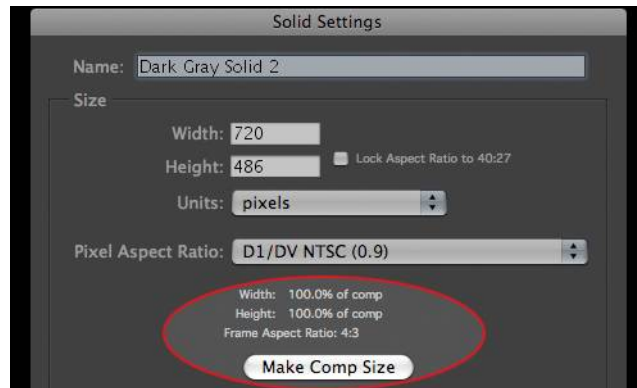 Solid Settings
Name: Dark Gray Solid 2
Size
Width: 720
Height: 486
Lock Aspect Ratio to 40:27
Units: pixels
Pixel Aspect Ratio: D1/DV NTSC (0.9)
Width: 100.0% of comp
Height: 100.0% of comp
Frame Aspect Ratio: 4:3
Make Comp Size